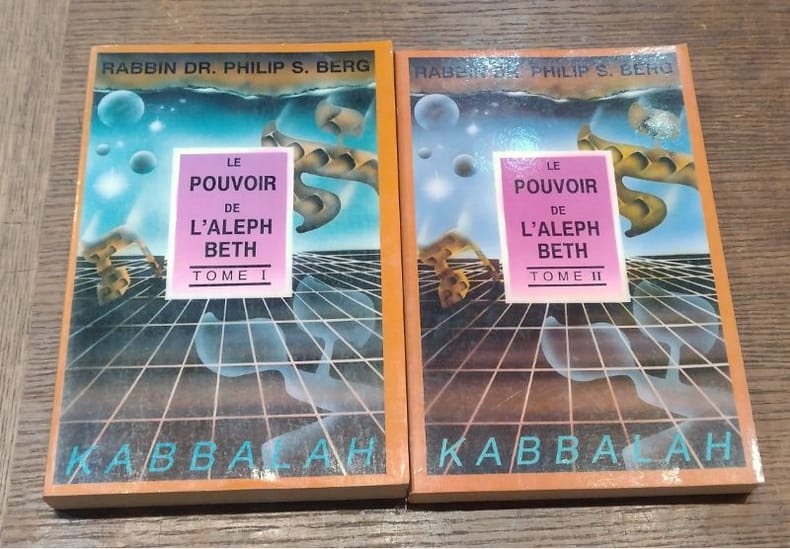 RABBIN DR. PHILIP S. BERG
LE
POUVOIR
DE
L'ALEPH
BETH
TOME I
KABBALAH
RABBIN DR. PHILIP S. BERG
LE
POUVOIR
DE
L'ALEPH
BETH
TOME II
KABBALAH